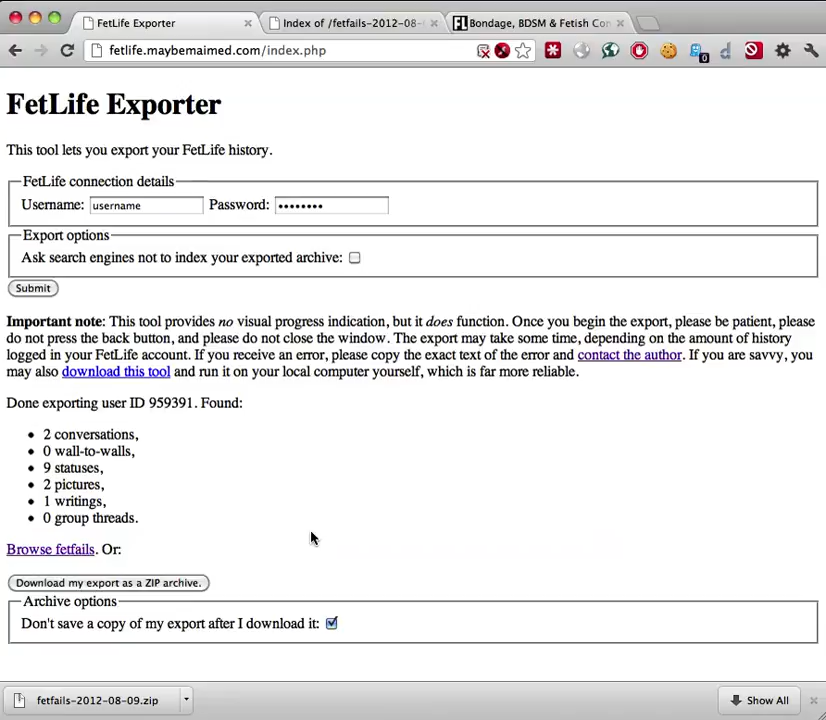 FetLife Exporter
Index of /fetfails-2012-08-
Bondage, BDSM & Fetish Con
fetlife.maybemaimed.com/index.php
0
FetLife Exporter
This tool lets you export your FetLife history.
FetLife connection details
Username: username Password: ••••••••
Export options
Ask search engines not to index your exported archive:
Submit
Important note: This tool provides no visual progress indication, but it does function. Once you begin the export, please be patient, please
do not press the back button, and please do not close the window. The export may take some time, depending on the amount of history
logged in your FetLife account. If you receive an error, please copy the exact text of the error and contact the author. If you are savvy, you
may also download this tool and run it on your local computer yourself, which is far more reliable.
Done exporting user ID 959391. Found:
• 2 conversations,
• 0 wall-to-walls,
• 9 statuses,
• 2 pictures,
• 1 writings,
• 0 group threads.
Browse fetfails. Or:
Download my export as a ZIP archive.
Archive options
Don't save a copy of my export after I download it:
fetfails-2012-08-09.zip
Show All